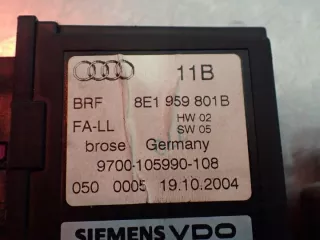 11B
BRF 8E1 959 801B
FA-LL HW 02
SW 05
brose Germany
9700-105990-108
050 0005 19.10.2004
SIEMENS VDO